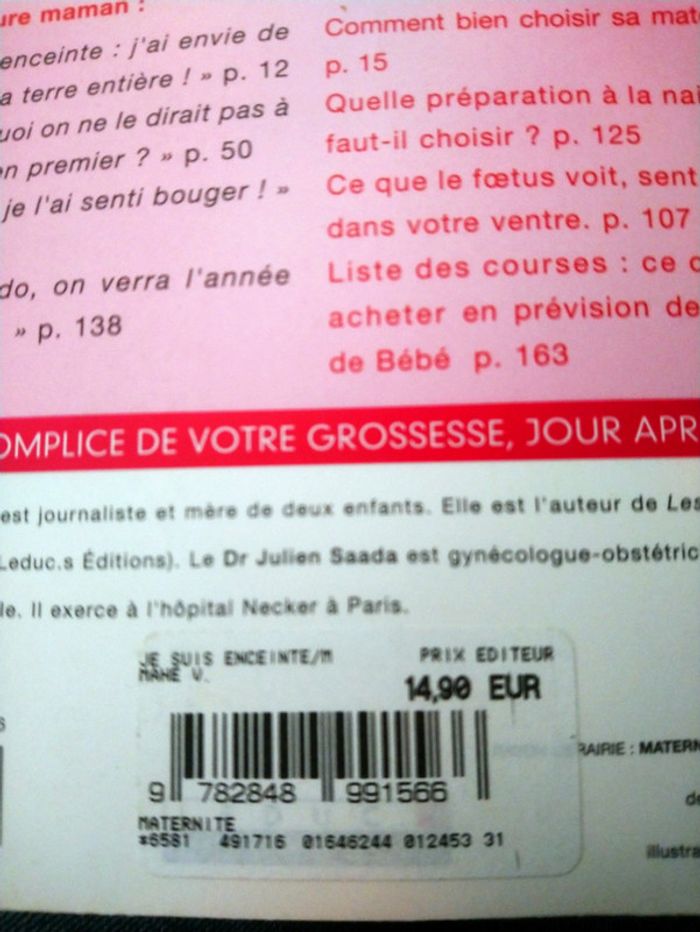 ure maman :
enceinte : j'ai envie de
a terre entière ! » p. 12
uoi on ne le dirait pas à
en premier ? » p. 50
je l'ai senti bouger ! »
do, on verra l'année
» p. 138
Comment bien choisir sa mat
p. 15
Quelle préparation à la nai
faut-il choisir ? p. 125
Ce que le fœtus voit, sent
dans votre ventre. p. 107
Liste des courses : ce q
acheter en prévision de
de Bébé p. 163
OMPLICE DE VOTRE GROSSESSE, JOUR APR
est journaliste et mère de deux enfants. Elle est l'auteur de Les
Leduc.s Éditions). Le Dr Julien Saada est gynécologue-obstétric
le. Il exerce à l'hôpital Necker à Paris.
JE SUIS ENCEINTE/M PRIX EDITEUR
MAHE V. 14,90 EUR
RAIRIE : MATERN
9 782848 991566
de
MATERNITE
*6581 491716 01646244 012453 31
illustra